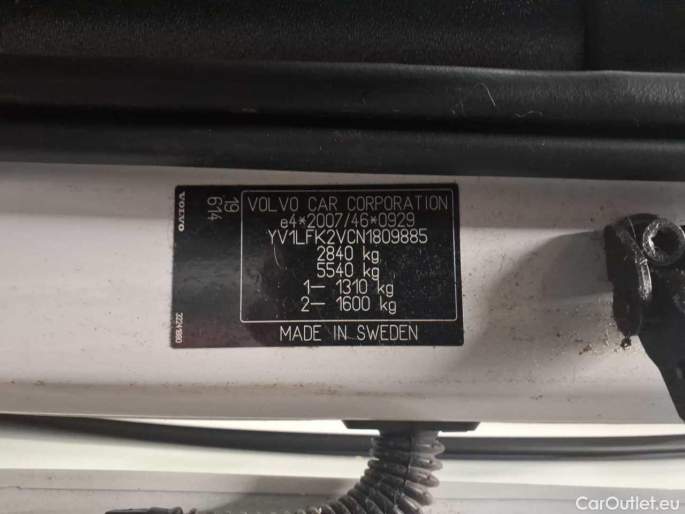 VOLVO CAR CORPORATION
e4*2007/46*0929
YV1LFK2VCN1809885
2840 kg
5540 kg
1– 1310 kg
2– 1600 kg
MADE IN SWEDEN
19
614
VOLVO
CarOutlet.eu